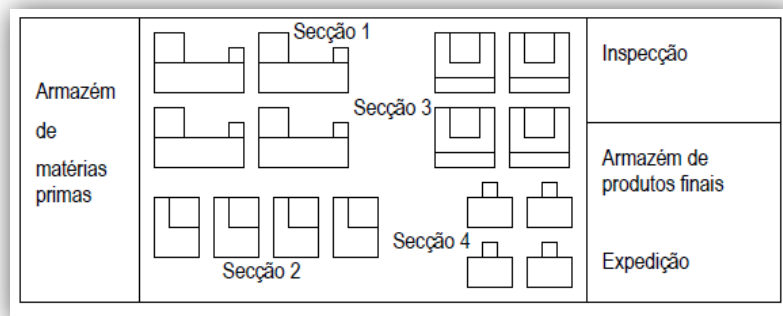 Armazém
de
matérias
primas
Secção 1
Secção 3
Secção 2
Secção 4
Inspecção
Armazém de
produtos finais
Expedição